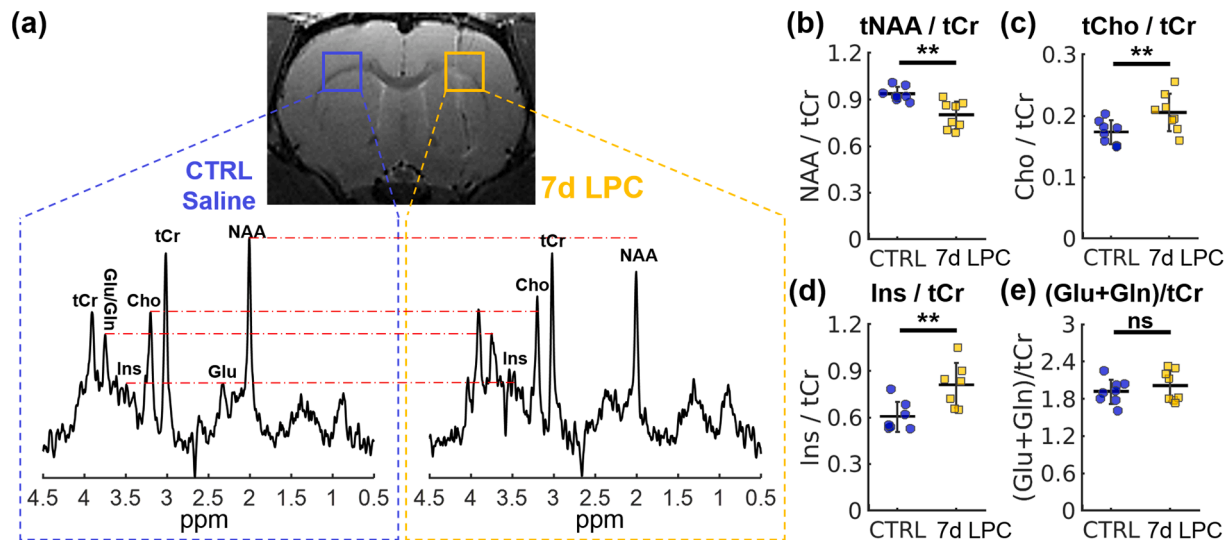 (a)
CTRL
Saline
7d LPC
tCr
Glu/Gln
Ins
Cho
tCr
Glu
NAA
4.5 4 3.5 3 2.5 2 1.5 1 0.5
ppm
Ins
Cho
tCr
NAA
4.5 4 3.5 3 2.5 2 1.5 1 0.5
ppm
(b)
tNAA / tCr
**
NAA / tCr
1.2
0.9
0.6
0.3
0
CTRL 7d LPC
(c)
tCho / tCr
**
Cho / tCr
0.3
0.2
0.1
0
CTRL 7d LPC
(d)
Ins / tCr
**
Ins / tCr
1.2
0.9
0.6
0.3
0
CTRL 7d LPC
(e)
(Glu+Gln)/tCr
ns
(Glu+Gln)/tCr
3
2.4
1.8
1.2
0.6
0
CTRL 7d LPC